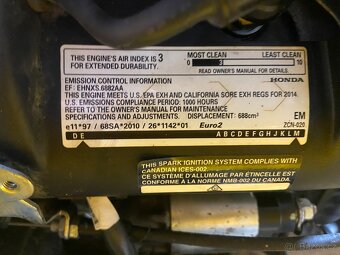 THIS ENGINE'S AIR INDEX IS 3
FOR EXTENDED DURABILITY.
MOST CLEAN LEAST CLEAN
0 3 10
READ OWNER'S MANUAL FOR DETAILS.
EMISSION CONTROL INFORMATION HONDA
EF: EHNXS.6882AA
THIS ENGINE MEETS U.S EPA EXH AND CALIFORNIA SORE EXH REGS FOR 2014.
U.S EMISSIONS COMPLIANCE PERIOD: 1000 HOURS
REFER TO OWNER'S MANUAL FOR MAINTENANCE
SPECIFICATIONS AND ADJUSTMENTS DISPLACEMENT: 688cm³ EM
e11*97 / 68SA*2010 / 26*1142*01 Euro2 ZCN-020
D E A B C D E F G H I J K L M
THIS SPARK IGNITION SYSTEM COMPLIES WITH
CANADIAN ICES-002.
CE SYSTÈME D'ALLUMAGE PAR ÉTINCELLE EST
CONFORME À LA NORME NMB-002 DU CANADA.